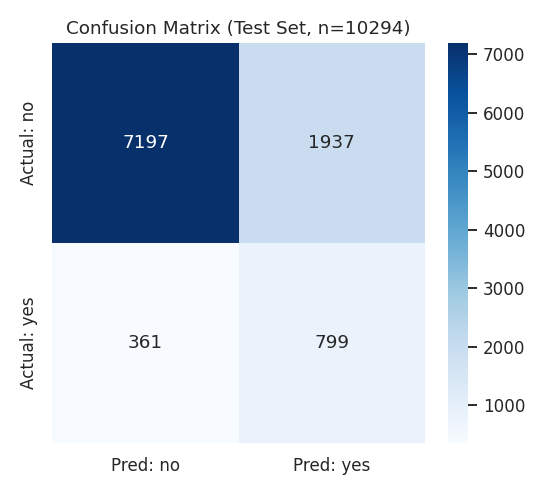 Confusion Matrix (Test Set, n=10294)
Actual: no
7197
1937
Actual: yes
361
799
Pred: no
Pred: yes
7000
6000
5000
4000
3000
2000
1000